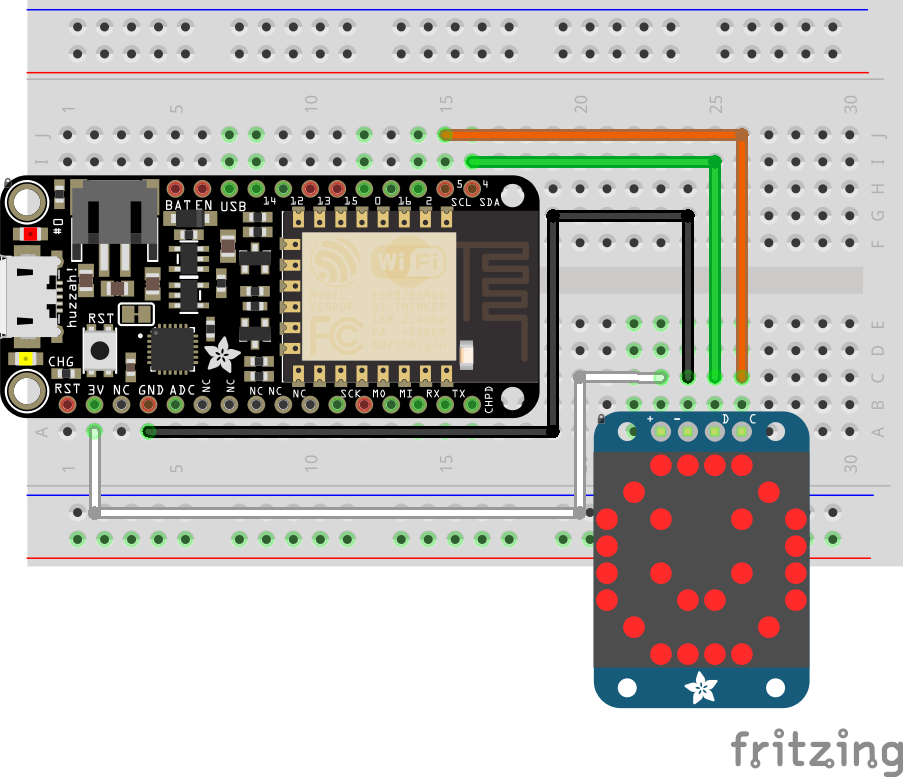 1 5 10 15 20 25 30
J
I
H
G
F
BAT EN USB 14 12 13 15 0 16 2 5 4
SCL SDA
#0
WiFi
FC
huzzah!
RST
CHG
RST 3V NC GND ADC NC NC NC NC NC SCK MO MI RX TX CHPD
E
D
C
B
A
+ - D C
1 5 10 15 30
fritzing